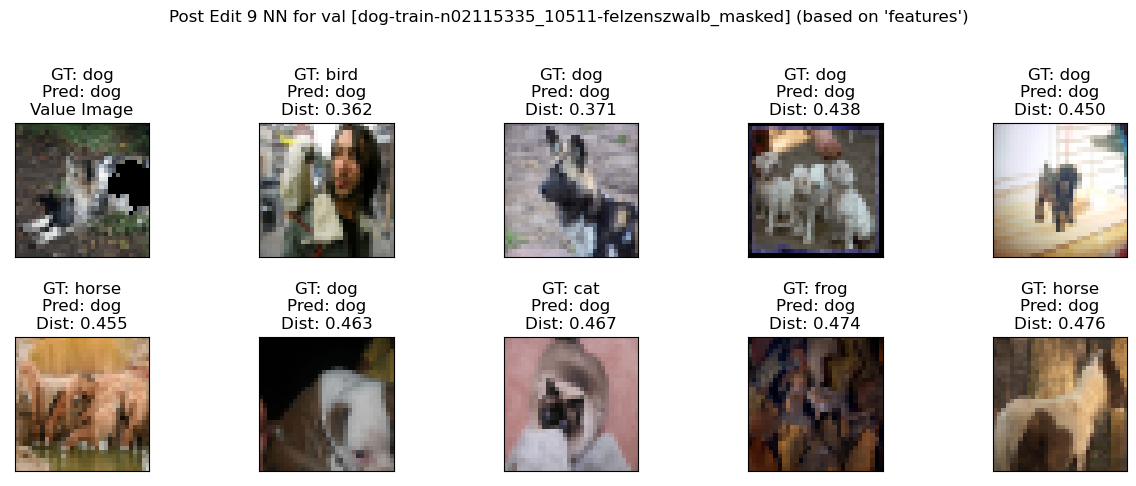 Post Edit 9 NN for val [dog-train-n02115335_10511-felzenszwalb_masked] (based on 'features')
GT: dog
Pred: dog
Value Image
GT: bird
Pred: dog
Dist: 0.362
GT: dog
Pred: dog
Dist: 0.371
GT: dog
Pred: dog
Dist: 0.438
GT: dog
Pred: dog
Dist: 0.450
GT: horse
Pred: dog
Dist: 0.455
GT: dog
Pred: dog
Dist: 0.463
GT: cat
Pred: dog
Dist: 0.467
GT: frog
Pred: dog
Dist: 0.474
GT: horse
Pred: dog
Dist: 0.476